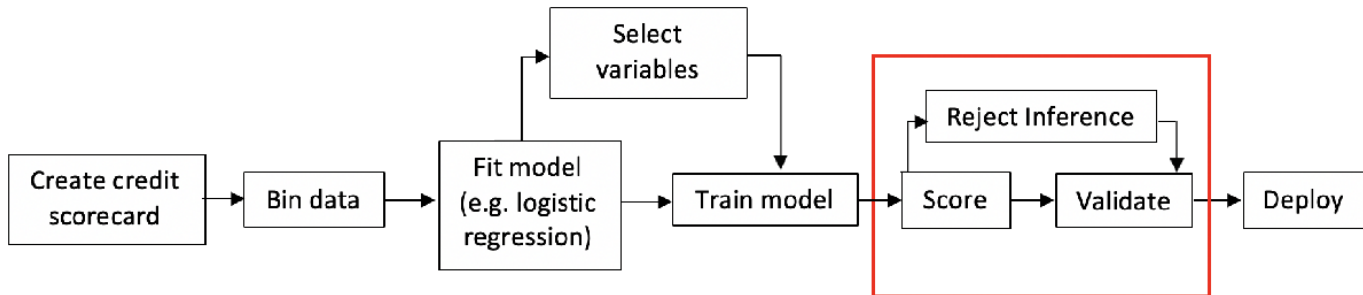 Select
variables
Reject Inference
Create credit
scorecard
Bin data
Fit model
(e.g. logistic
regression)
Train model
Score
Validate
Deploy